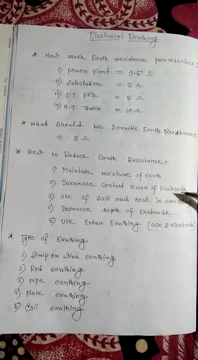 Electrical Earthing
* How much Earth resistance permissible
1) power plant = 0.5 Ω
2) Substation = 2 Ω
3) L.T pole = 5 Ω
4) H.T Tower = 10 Ω
* What should be Domestic Earth Resistance
→ 8 Ω
* How to Reduce Earth Resistance?
1) Maintain moisture of earth
2) Increase contact Area of Electrode
3) Use of Salt and coal in
4) Increase depth of Electrode
5) Use Extra Earthing
* Type of Earthing
1) Strip or Wire Earthing
2) Rod earthing
3) pipe earthing
4) plate earthing
5) Coil earthing